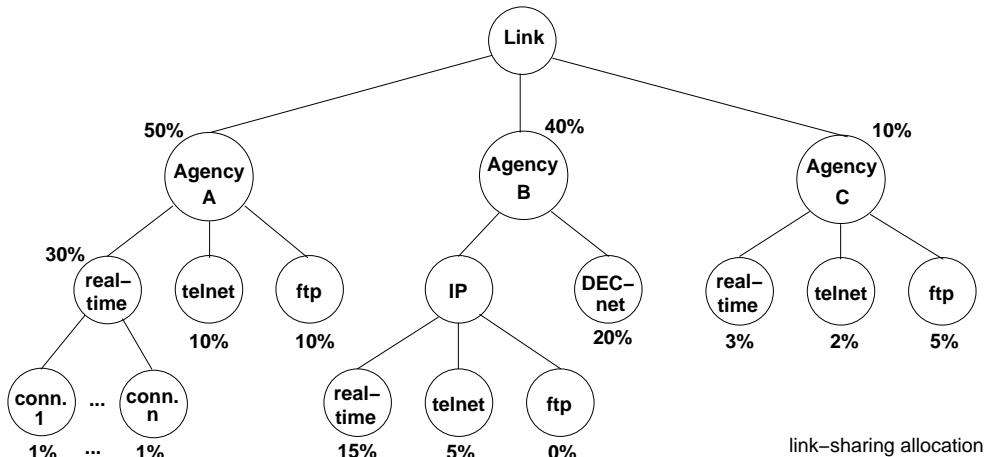 Link
50%
40%
10%
Agency
A
Agency
B
Agency
C
30%
real–
time
telnet
ftp
IP
DEC–
net
real–
time
telnet
ftp
10%
10%
20%
3%
2%
5%
conn.
1
...
conn.
n
real–
time
telnet
ftp
1%
...
1%
15%
5%
0%
link–sharing allocation